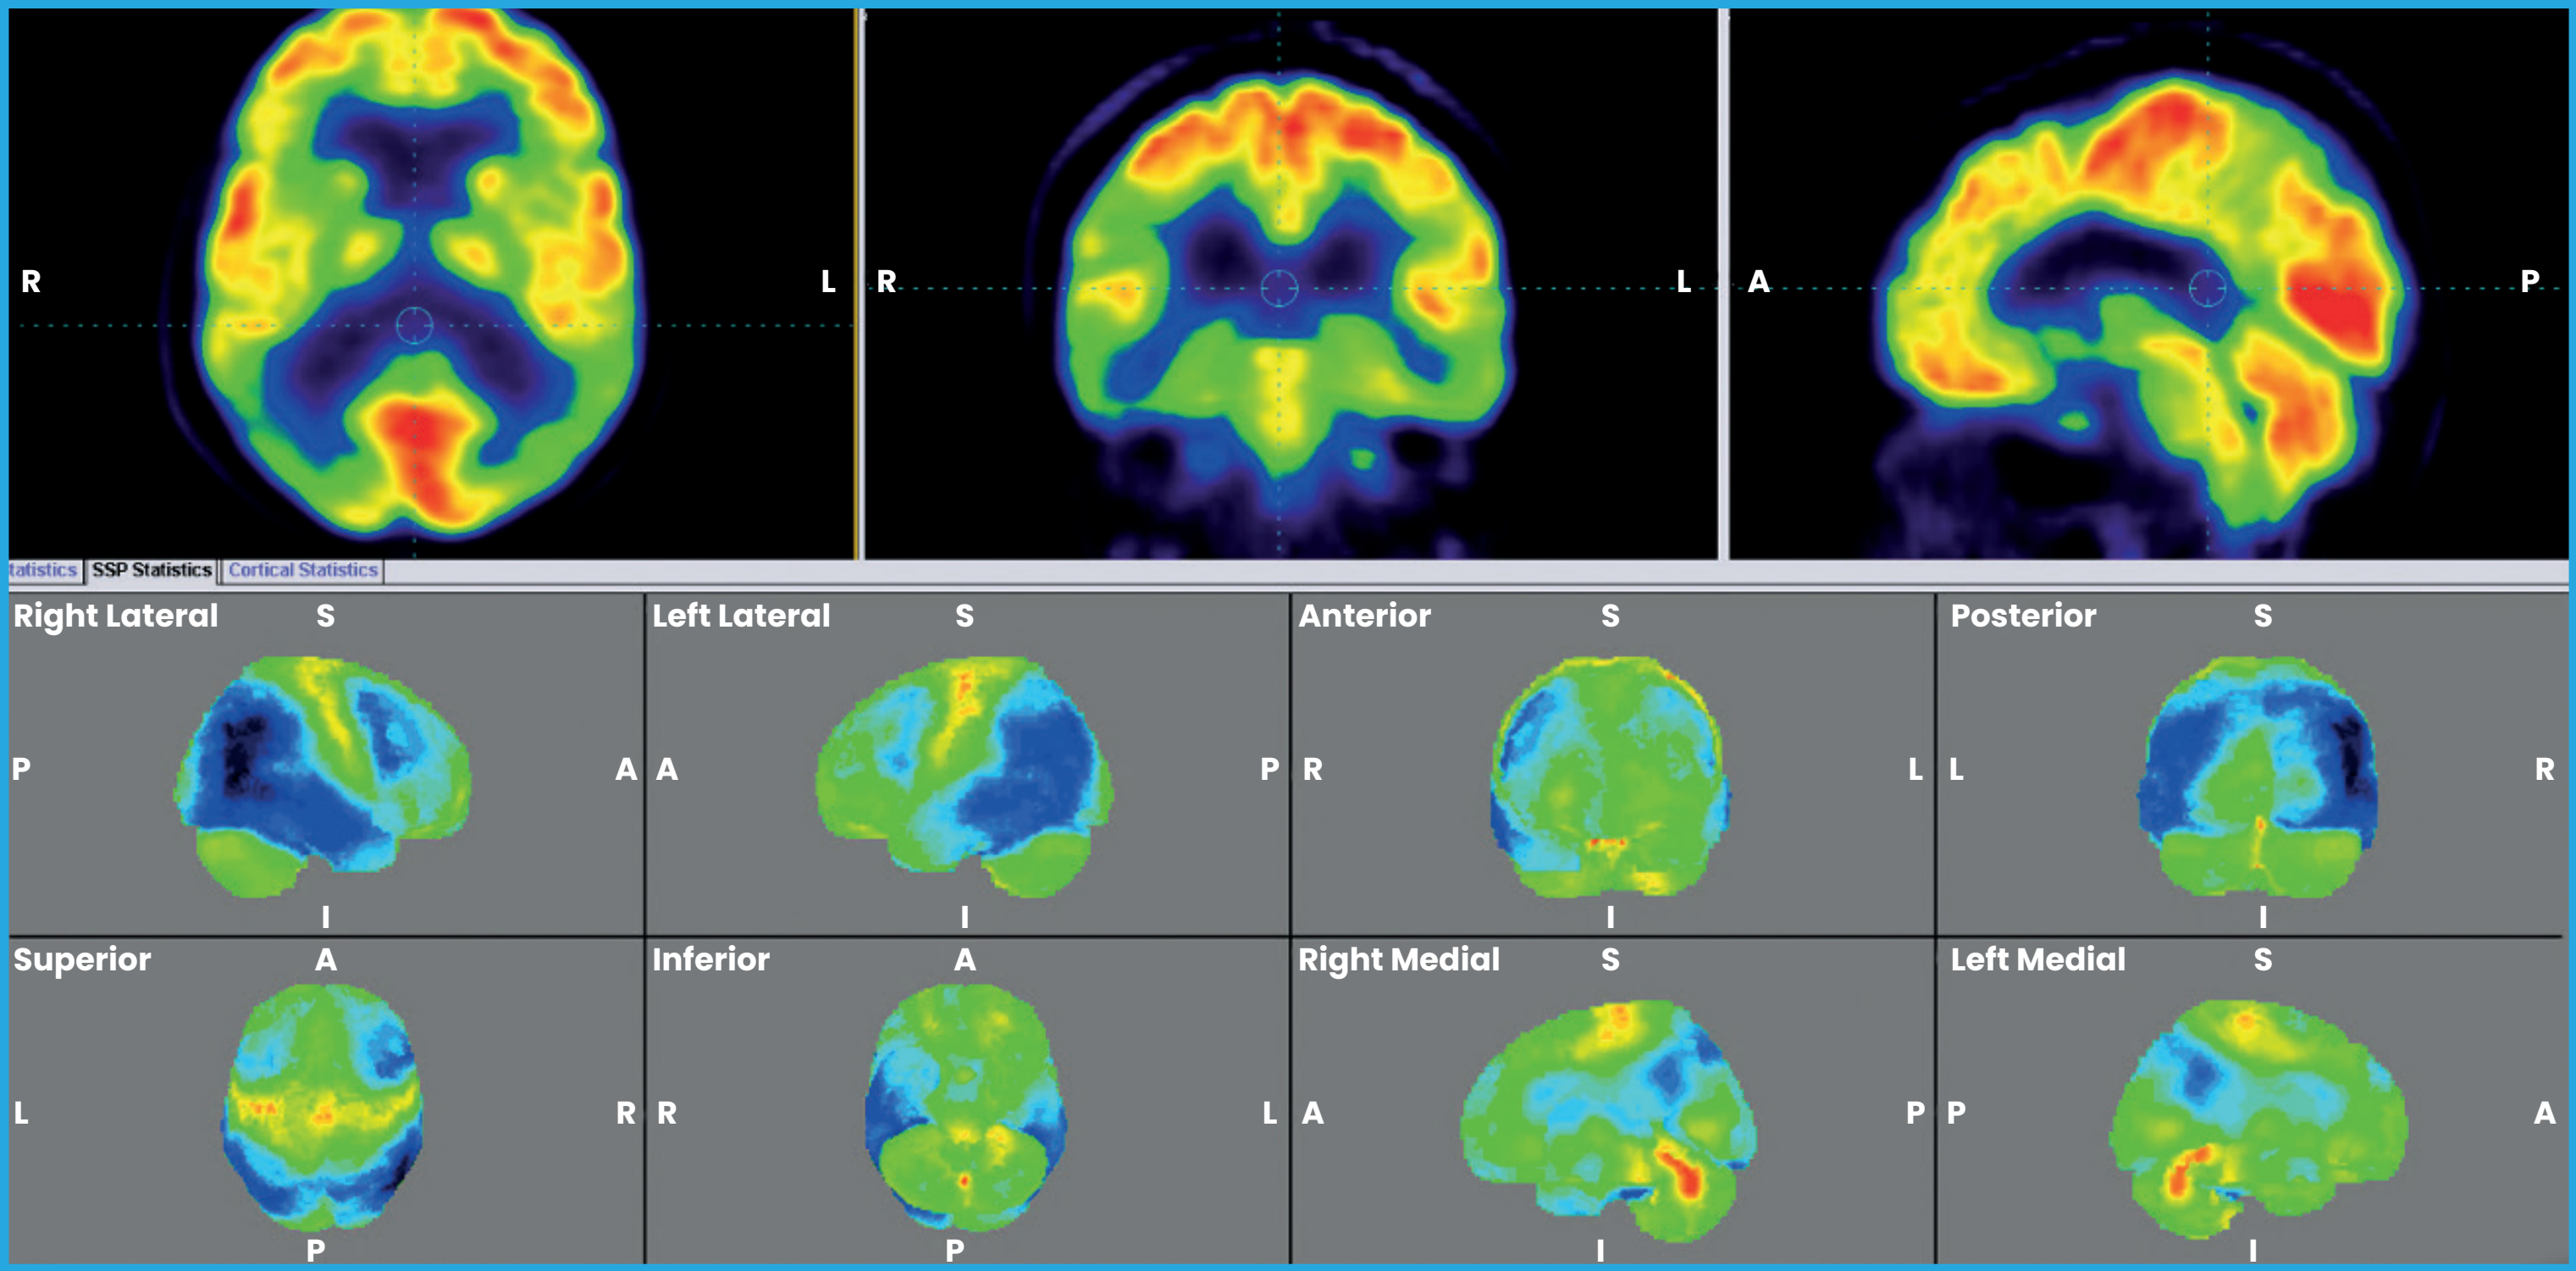 R L R L A P
tatistics SSP Statistics Cortical Statistics
Right Lateral S Left Lateral S Anterior S Posterior S
P A A P R L L R
I I I I
Superior A Inferior A Right Medial S Left Medial S
L R R L A P P A
P P I I